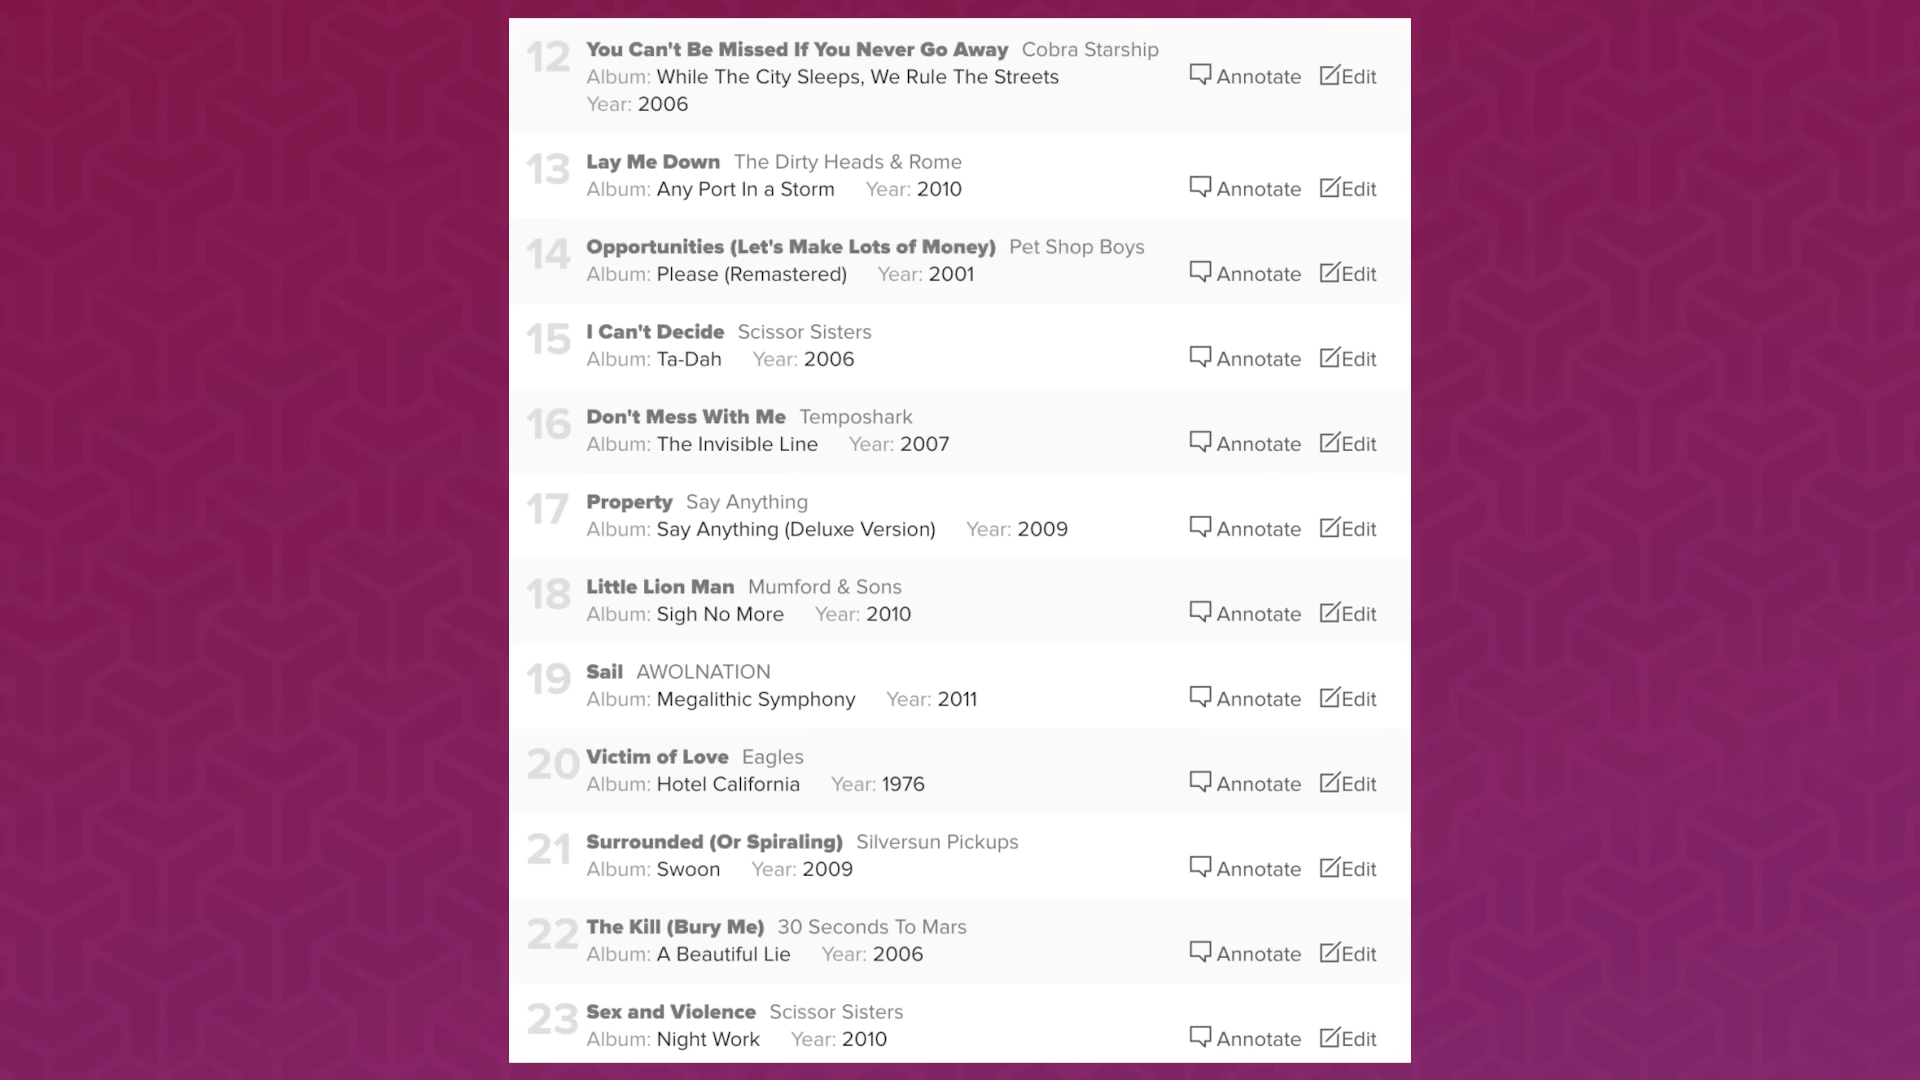 12 You Can't Be Missed If You Never Go Away Cobra Starship
Album: While The City Sleeps, We Rule The Streets Annotate Edit
Year: 2006
13 Lay Me Down The Dirty Heads & Rome
Album: Any Port In a Storm Year: 2010 Annotate Edit
14 Opportunities (Let's Make Lots of Money) Pet Shop Boys
Album: Please (Remastered) Year: 2001 Annotate Edit
15 I Can't Decide Scissor Sisters
Album: Ta-Dah Year: 2006 Annotate Edit
16 Don't Mess With Me Temposhark
Album: The Invisible Line Year: 2007 Annotate Edit
17 Property Say Anything
Album: Say Anything (Deluxe Version) Year: 2009 Annotate Edit
18 Little Lion Man Mumford & Sons
Album: Sigh No More Year: 2010 Annotate Edit
19 Sail AWOLNATION
Album: Megalithic Symphony Year: 2011 Annotate Edit
20 Victim of Love Eagles
Album: Hotel California Year: 1976 Annotate Edit
21 Surrounded (Or Spiraling) Silversun Pickups
Album: Swoon Year: 2009 Annotate Edit
22 The Kill (Bury Me) 30 Seconds To Mars
Album: A Beautiful Lie Year: 2006 Annotate Edit
23 Sex and Violence Scissor Sisters
Album: Night Work Year: 2010 Annotate Edit